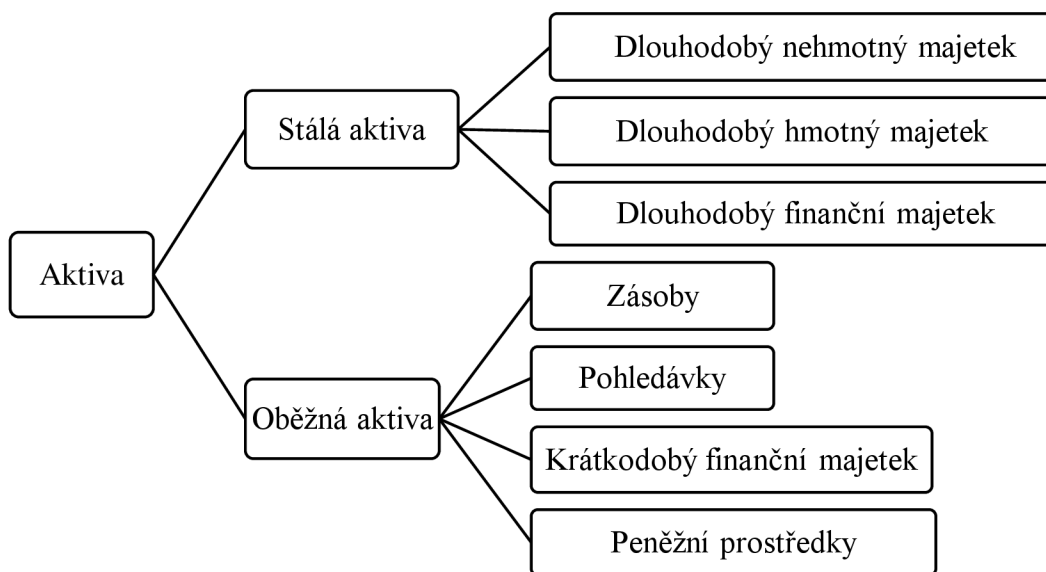 Aktiva
Stálá aktiva
Dlouhodobý nehmotný majetek
Dlouhodobý hmotný majetek
Dlouhodobý finanční majetek
Oběžná aktiva
Zásoby
Pohledávky
Krátkodobý finanční majetek
Peněžní prostředky